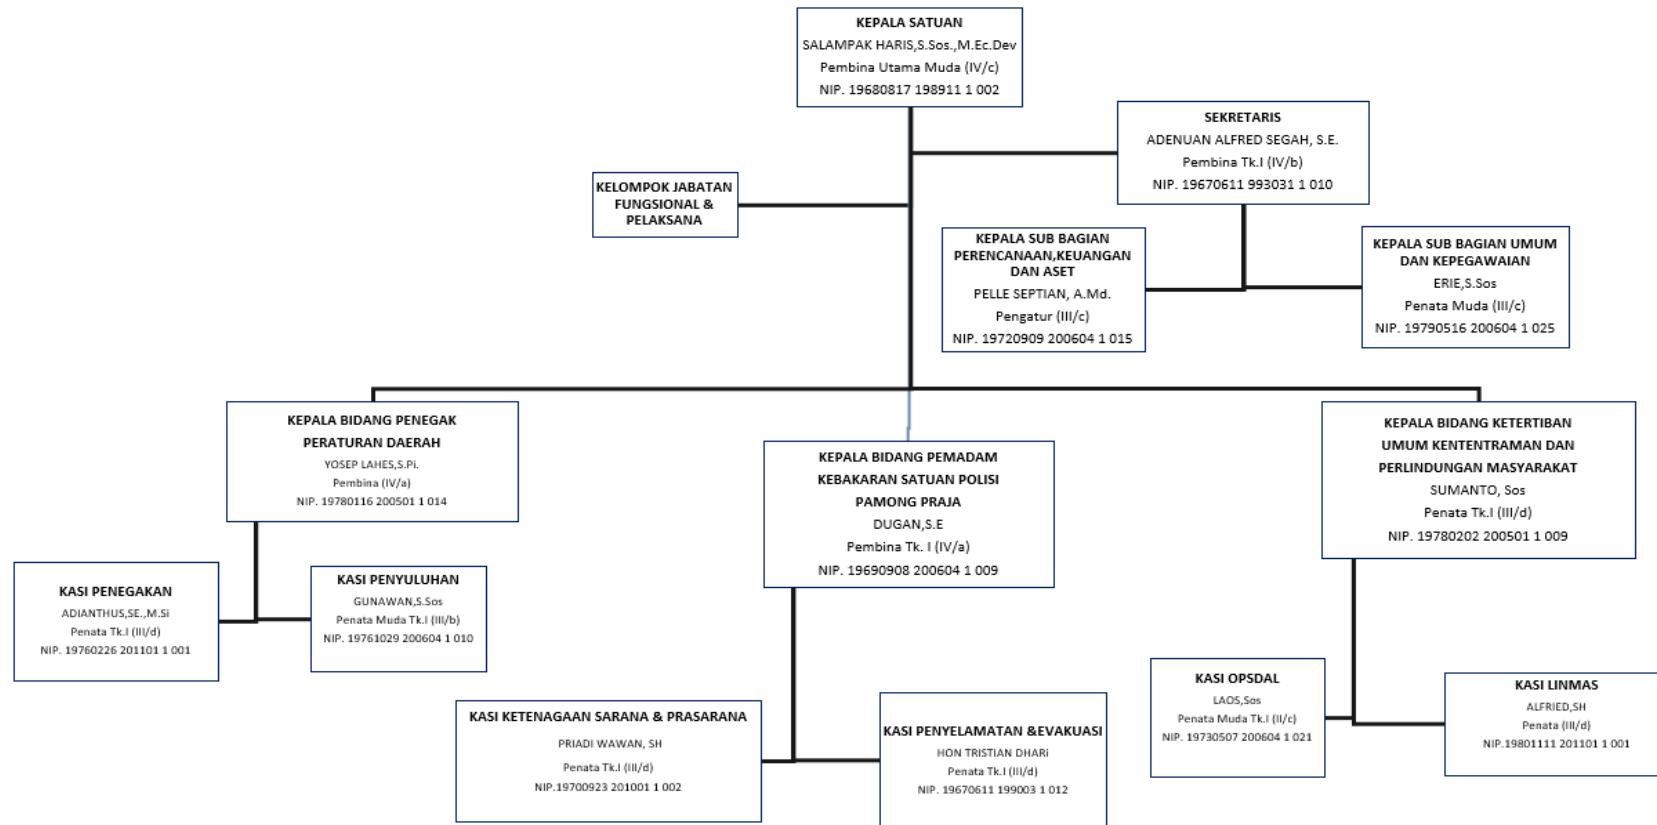 KEPALA SATUAN
SALAMPAK HARIS,S.Sos.,M.Ec.Dev
Pembina Utama Muda (IV/c)
NIP. 19680817 198911 1 002
SEKRETARIS
ADENUAN ALFRED SEGAH, S.E.
Pembina Tk.I (IV/b)
NIP. 19670611 993031 1 010
KELOMPOK JABATAN
FUNGSIONAL &
PELAKSANA
KEPALA SUB BAGIAN
PERENCANAAN,KEUANGAN
DAN ASET
PELLE SEPTIAN, A.Md.
Pengatur (III/c)
NIP. 19720909 200604 1 015
KEPALA SUB BAGIAN UMUM
DAN KEPEGAWAIAN
ERIE,S.Sos
Penata Muda (III/c)
NIP. 19790516 200604 1 025
KEPALA BIDANG PENEGAK
PERATURAN DAERAH
YOSEP LAHES,S.Pi.
Pembina (IV/a)
NIP. 19780116 200501 1 014
KEPALA BIDANG PEMADAM
KEBAKARAN SATUAN POLISI
PAMONG PRAJA
DUGAN,S.E
Pembina Tk. I (IV/a)
NIP. 19690908 200604 1 009
KEPALA BIDANG KETERTIBAN
UMUM KENTENTRAMAN DAN
PERLINDUNGAN MASYARAKAT
SUMANTO, Sos
Penata Tk.I (III/d)
NIP. 19780202 200501 1 009
KASI PENEGAKAN
ADIANTHUS,SE.,M.Si
Penata Tk.I (III/d)
NIP. 19760226 201101 1 001
KASI PENYULUHAN
GUNAWAN,S.Sos
Penata Muda Tk.I (III/b)
NIP. 19761029 200604 1 010
KASI KETENAGAAN SARANA & PRASARANA
PRIADI WAWAN, SH
Penata Tk.I (III/d)
NIP.19700923 201001 1 002
KASI PENYELAMATAN &EVAKUASI
HON TRISTIAN DHARi
Penata Tk.I (III/d)
NIP. 19670611 199003 1 012
KASI OPSDAL
LAOS,Sos
Penata Muda Tk.I (II/c)
NIP. 19730507 200604 1 021
KASI LINMAS
ALFRIED,SH
Penata (III/d)
NIP.19801111 201101 1 001